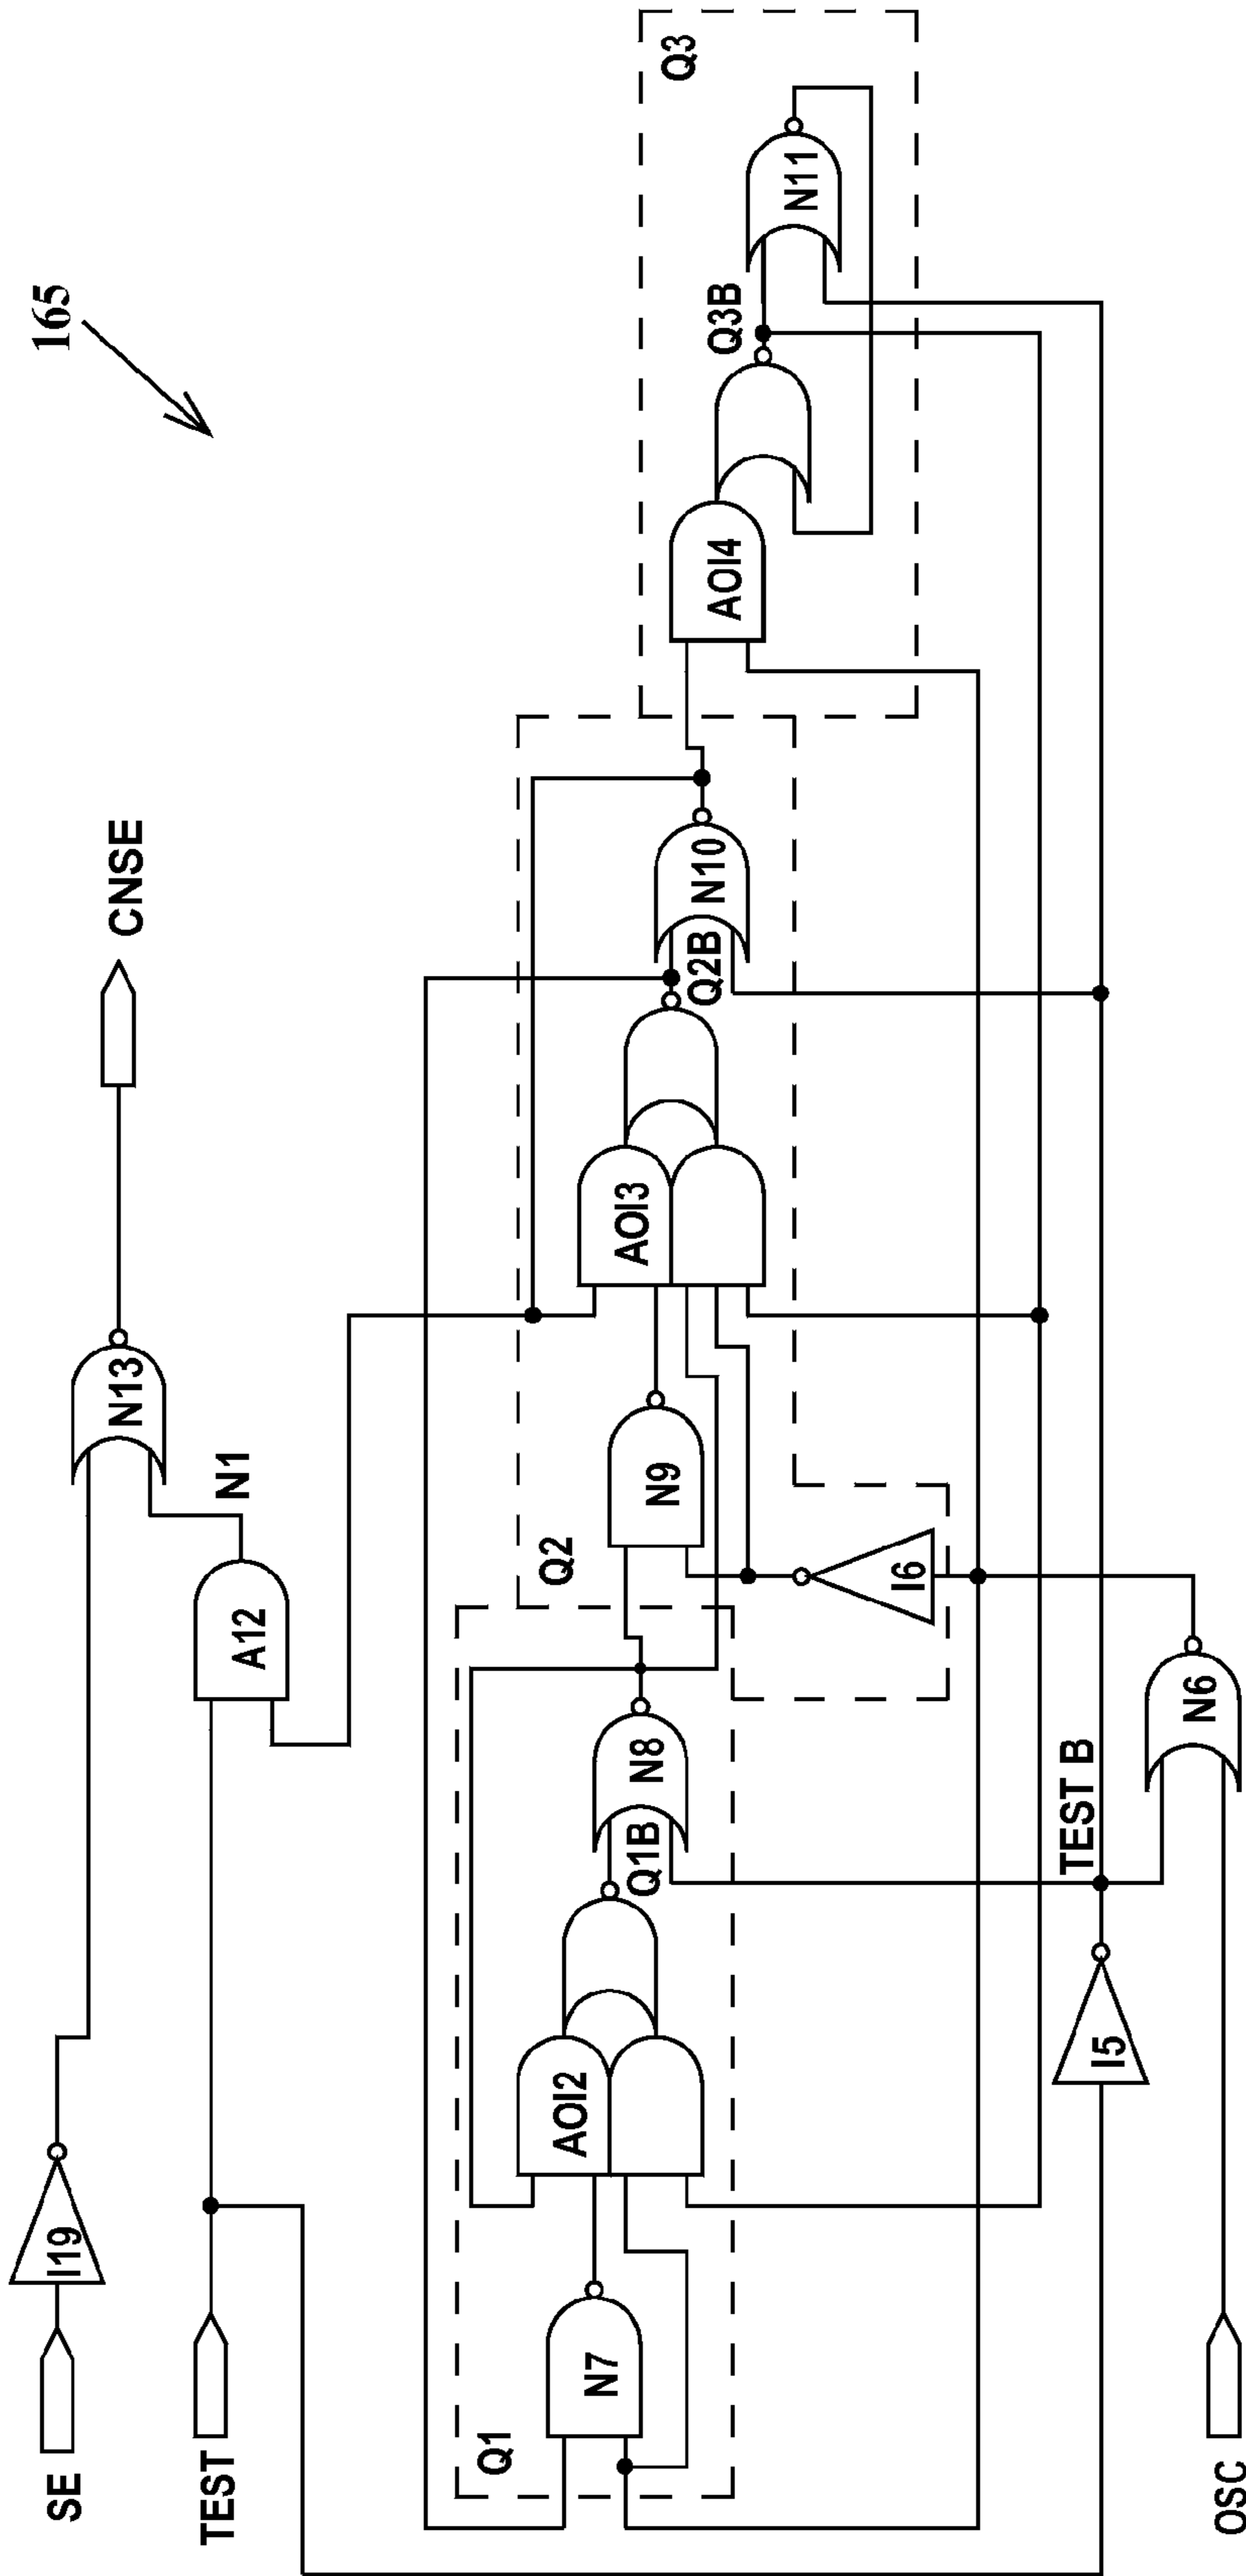 165
SE
I19
N13
CNSE
TEST
A12
N1
Q1
N7
AOI2
Q1B
N8
Q2
N9
AOI3
Q2B
N10
I6
Q3
AOI4
Q3B
N11
I5
TEST B
N6
OSC